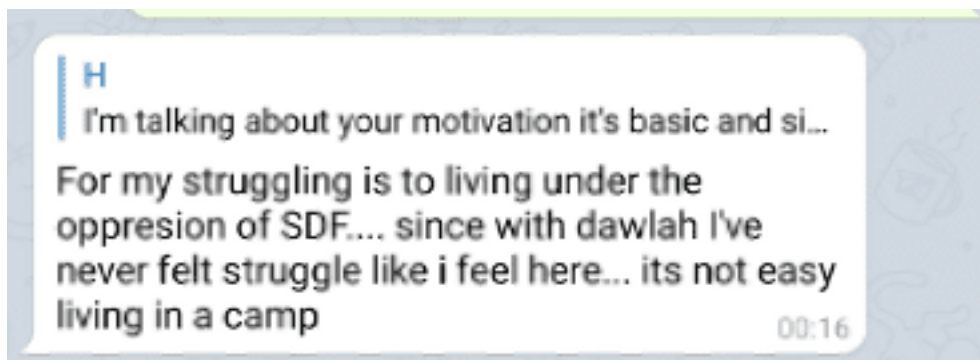 H
I'm talking about your motivation it's basic and si...
For my struggling is to living under the
oppresion of SDF.... since with dawlah I've
never felt struggle like i feel here... its not easy
living in a camp
00:16